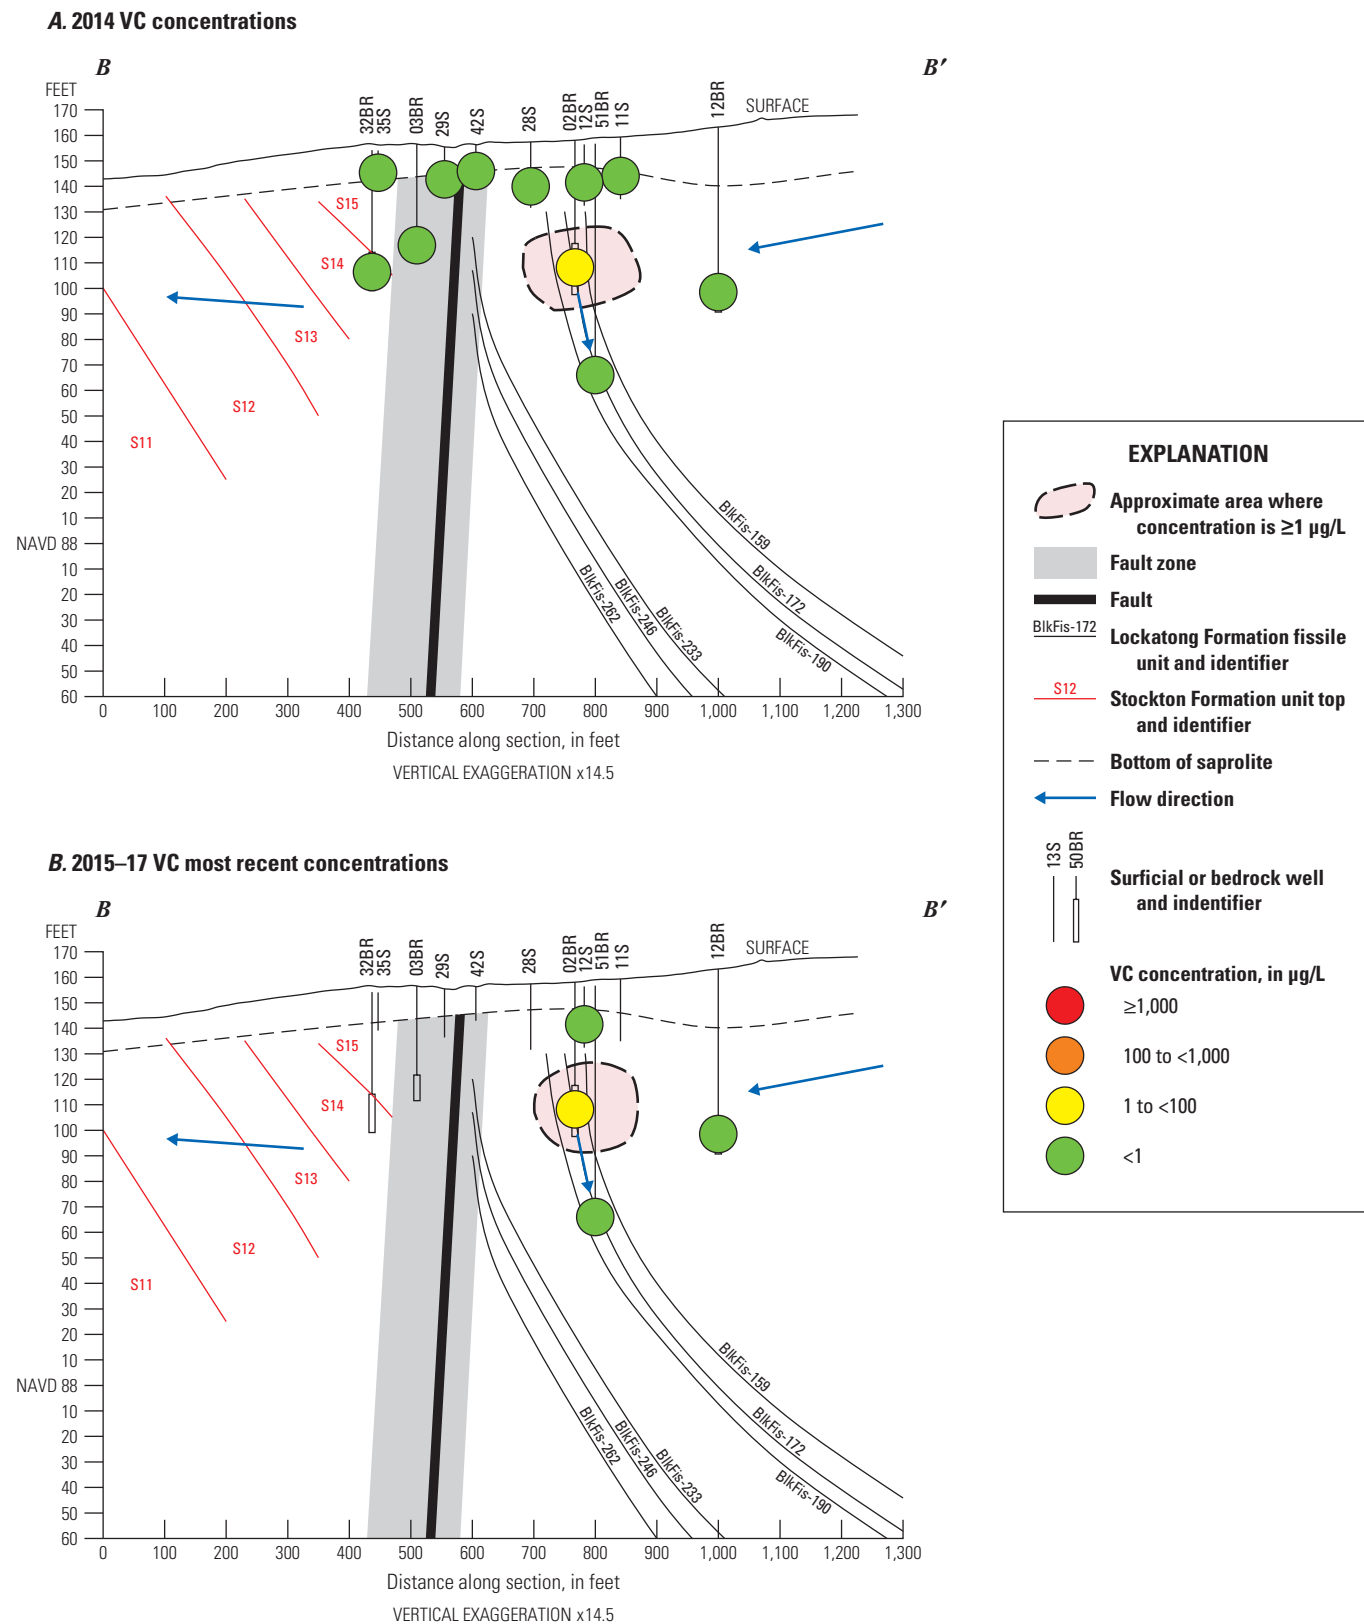 A. 2014 VC concentrations
B
B′
FEET
170
160
150
140
130
120
110
100
90
80
70
60
50
40
30
20
10
NAVD 88
10
20
30
40
50
60
32BR
35S
03BR
29S
42S
28S
02BR
12S
51BR
11S
12BR
SURFACE
S15
S14
S13
S12
S11
BlkFis-159
BlkFis-172
BlkFis-190
BlkFis-262
BlkFis-246
BlkFis-233
0 100 200 300 400 500 600 700 800 900 1,000 1,100 1,200 1,300
Distance along section, in feet
VERTICAL EXAGGERATION x14.5
EXPLANATION
Approximate area where
concentration is ≥1 µg/L
Fault zone
Fault
BlkFis-172
Lockatong Formation fissile
unit and identifier
S12
Stockton Formation unit top
and identifier
Bottom of saprolite
Flow direction
13S
50BR
Surficial or bedrock well
and indentifier
VC concentration, in µg/L
≥1,000
100 to <1,000
1 to <100
<1
B. 2015–17 VC most recent concentrations
B
B′
FEET
170
160
150
140
130
120
110
100
90
80
70
60
50
40
30
20
10
NAVD 88
10
20
30
40
50
60
32BR
35S
03BR
29S
42S
28S
02BR
12S
51BR
11S
12BR
SURFACE
S15
S14
S13
S12
S11
BlkFis-159
BlkFis-172
BlkFis-190
BlkFis-262
BlkFis-246
BlkFis-233
0 100 200 300 400 500 600 700 800 900 1,000 1,100 1,200 1,300
Distance along section, in feet
VERTICAL EXAGGERATION x14.5